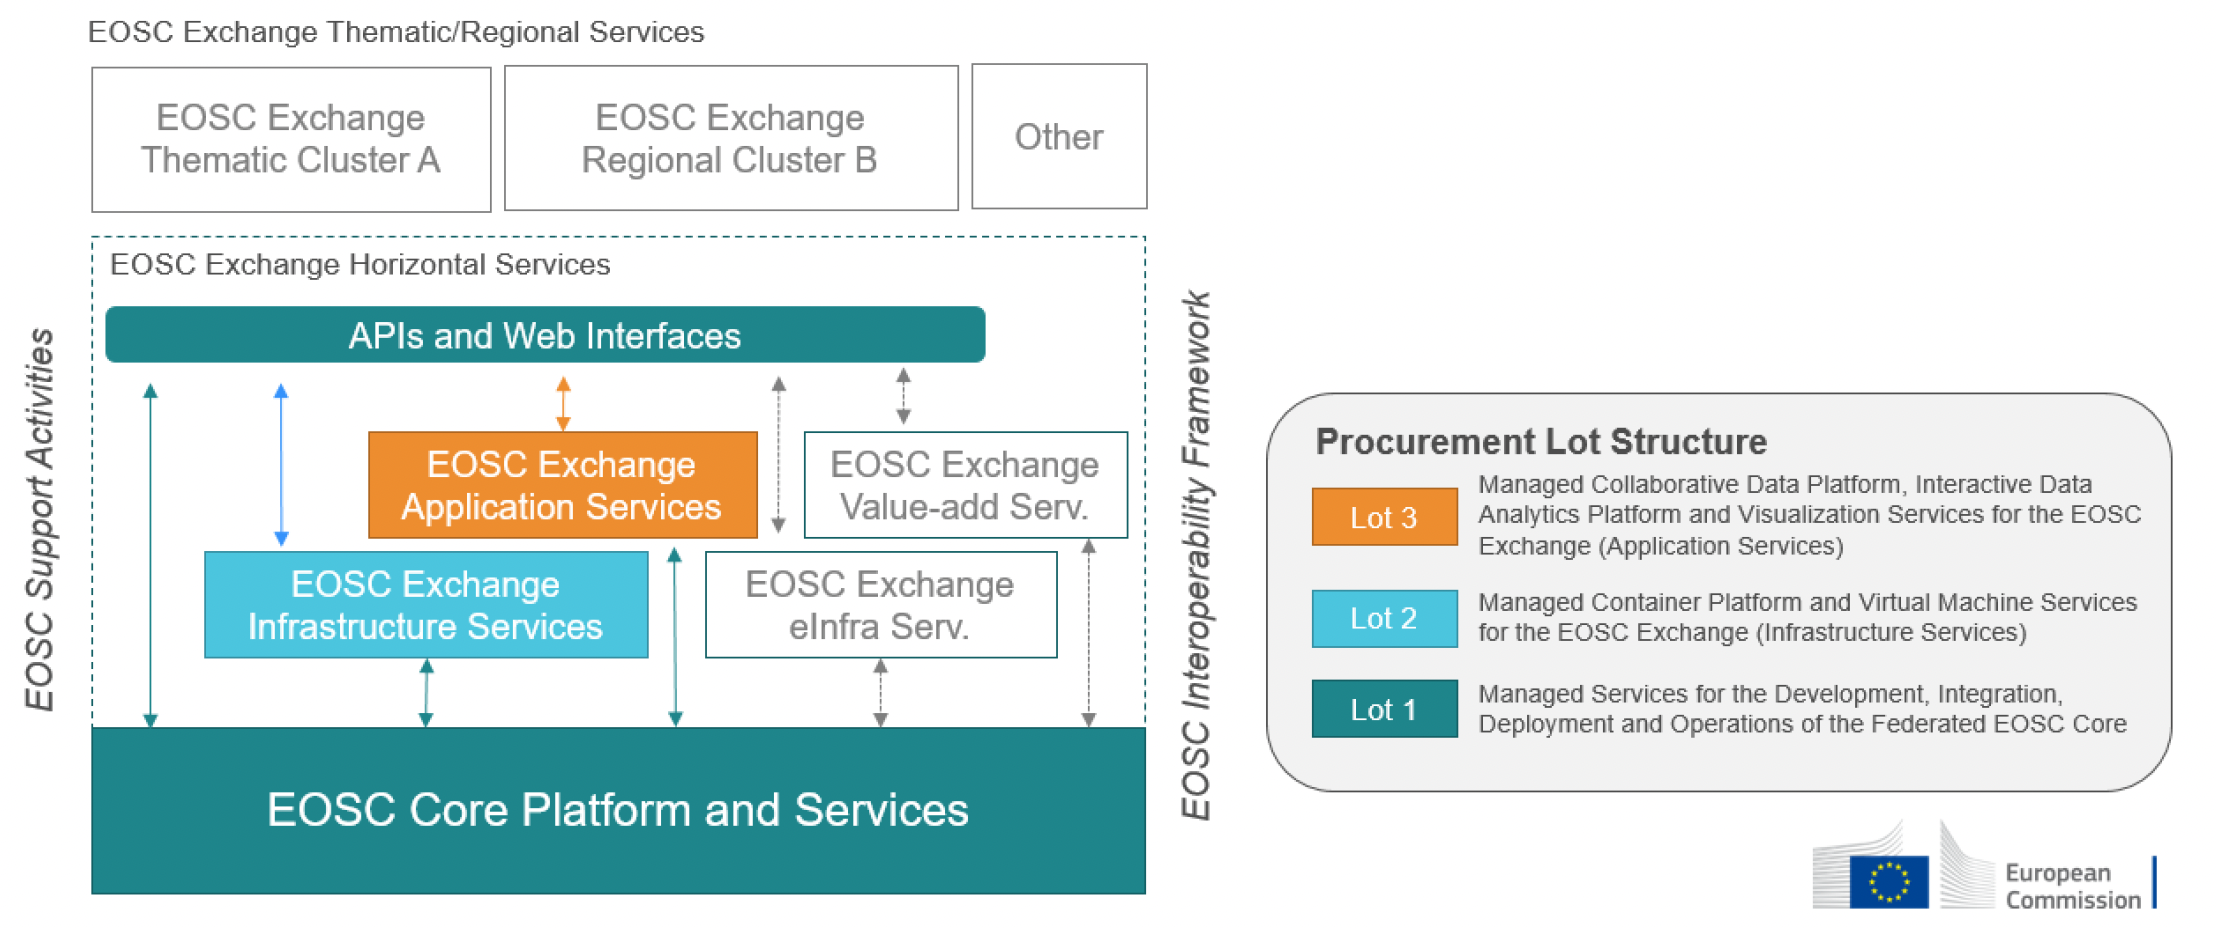 EOSC Exchange Thematic/Regional Services
EOSC Exchange
Thematic Cluster A
EOSC Exchange
Regional Cluster B
Other
EOSC Exchange Horizontal Services
APIs and Web Interfaces
EOSC Exchange
Application Services
EOSC Exchange
Value-add Serv.
EOSC Exchange
Infrastructure Services
EOSC Exchange
eInfra Serv.
EOSC Core Platform and Services
EOSC Support Activities
EOSC Interoperability Framework
Procurement Lot Structure
Lot 3
Managed Collaborative Data Platform, Interactive Data
Analytics Platform and Visualization Services for the EOSC
Exchange (Application Services)
Lot 2
Managed Container Platform and Virtual Machine Services
for the EOSC Exchange (Infrastructure Services)
Lot 1
Managed Services for the Development, Integration,
Deployment and Operations of the Federated EOSC Core
European
Commission